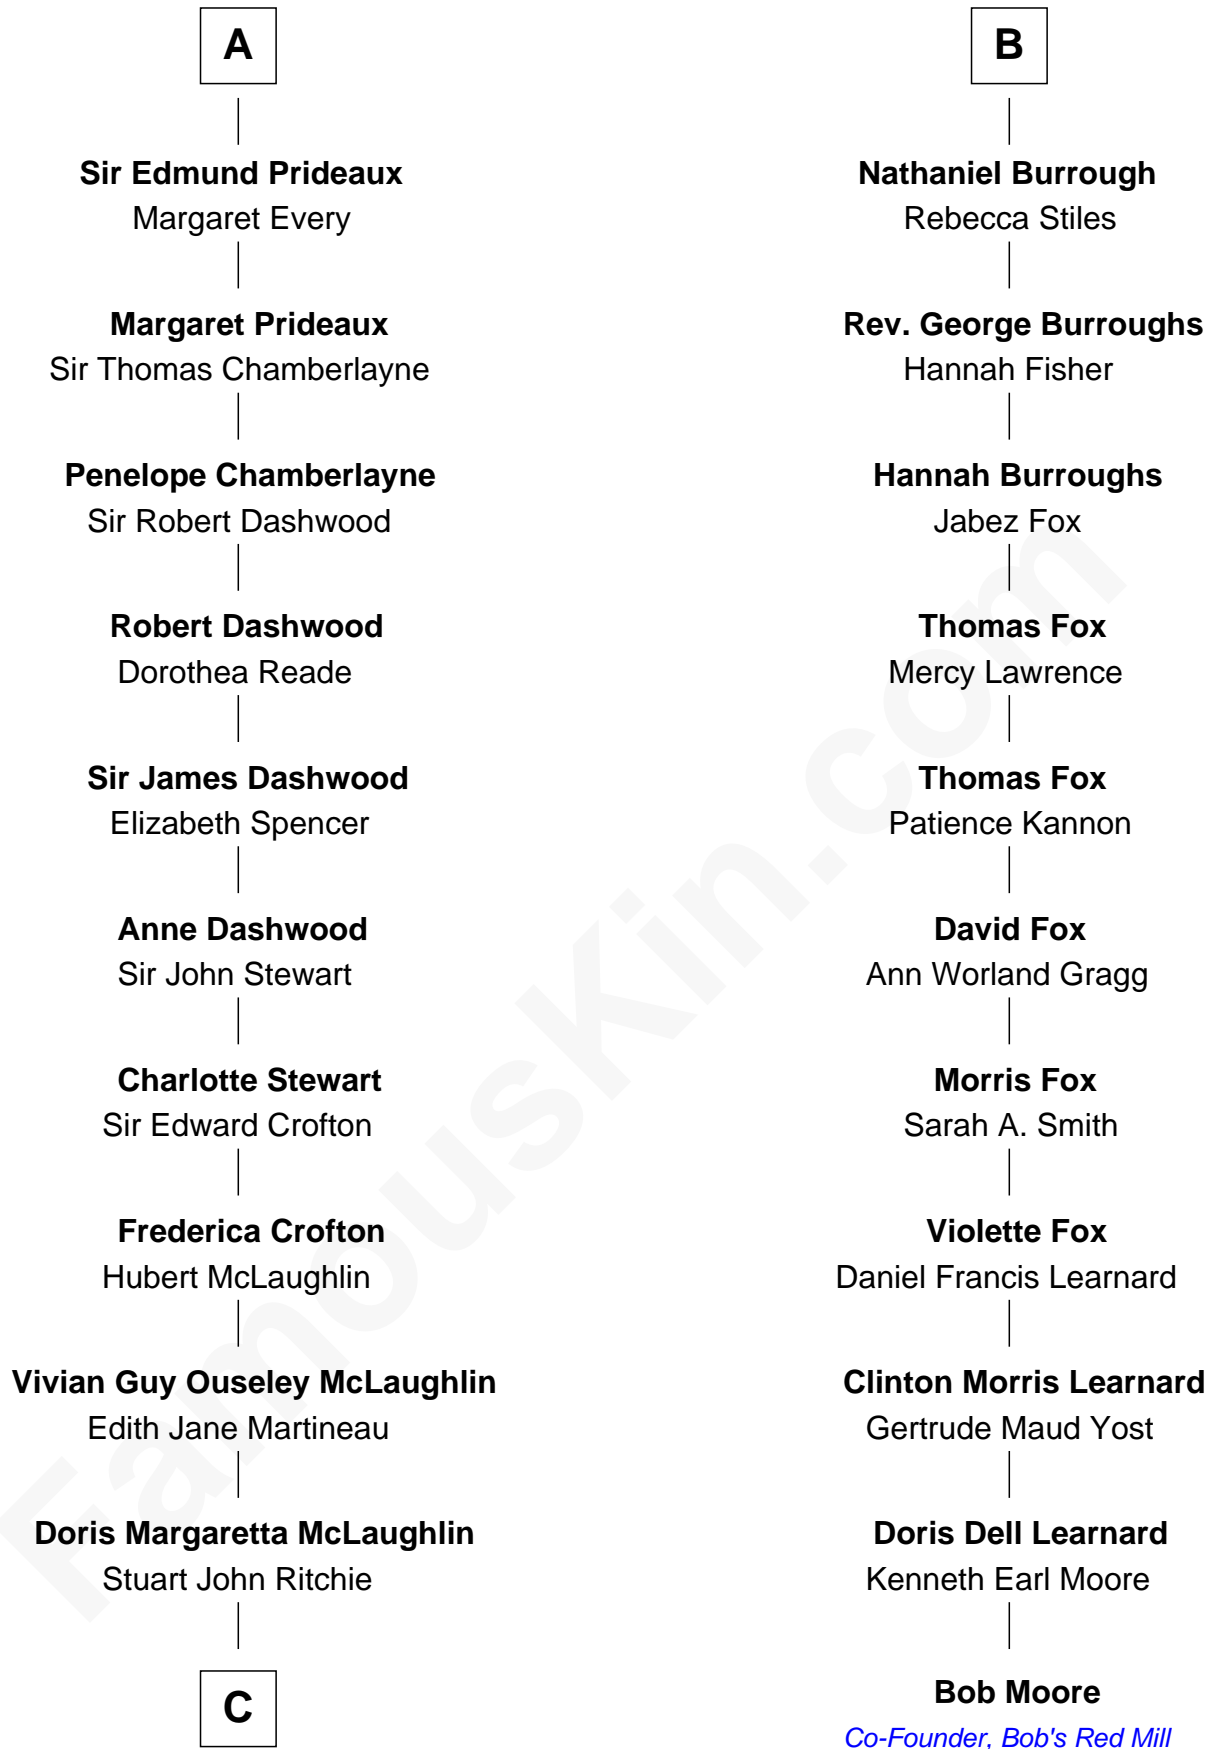 A
Sir Edmund Prideaux
Margaret Every
Margaret Prideaux
Sir Thomas Chamberlayne
Penelope Chamberlayne
Sir Robert Dashwood
Robert Dashwood
Dorothea Reade
Sir James Dashwood
Elizabeth Spencer
Anne Dashwood
Sir John Stewart
Charlotte Stewart
Sir Edward Crofton
Frederica Crofton
Hubert McLaughlin
Vivian Guy Ouseley McLaughlin
Edith Jane Martineau
Doris Margaretta McLaughlin
Stuart John Ritchie
C
B
Nathaniel Burrough
Rebecca Stiles
Rev. George Burroughs
Hannah Fisher
Hannah Burroughs
Jabez Fox
Thomas Fox
Mercy Lawrence
Thomas Fox
Patience Kannon
David Fox
Ann Worland Gragg
Morris Fox
Sarah A. Smith
Violette Fox
Daniel Francis Learnard
Clinton Morris Learnard
Gertrude Maud Yost
Doris Dell Learnard
Kenneth Earl Moore
Bob Moore
Co-Founder, Bob's Red Mill
FamousKin.com